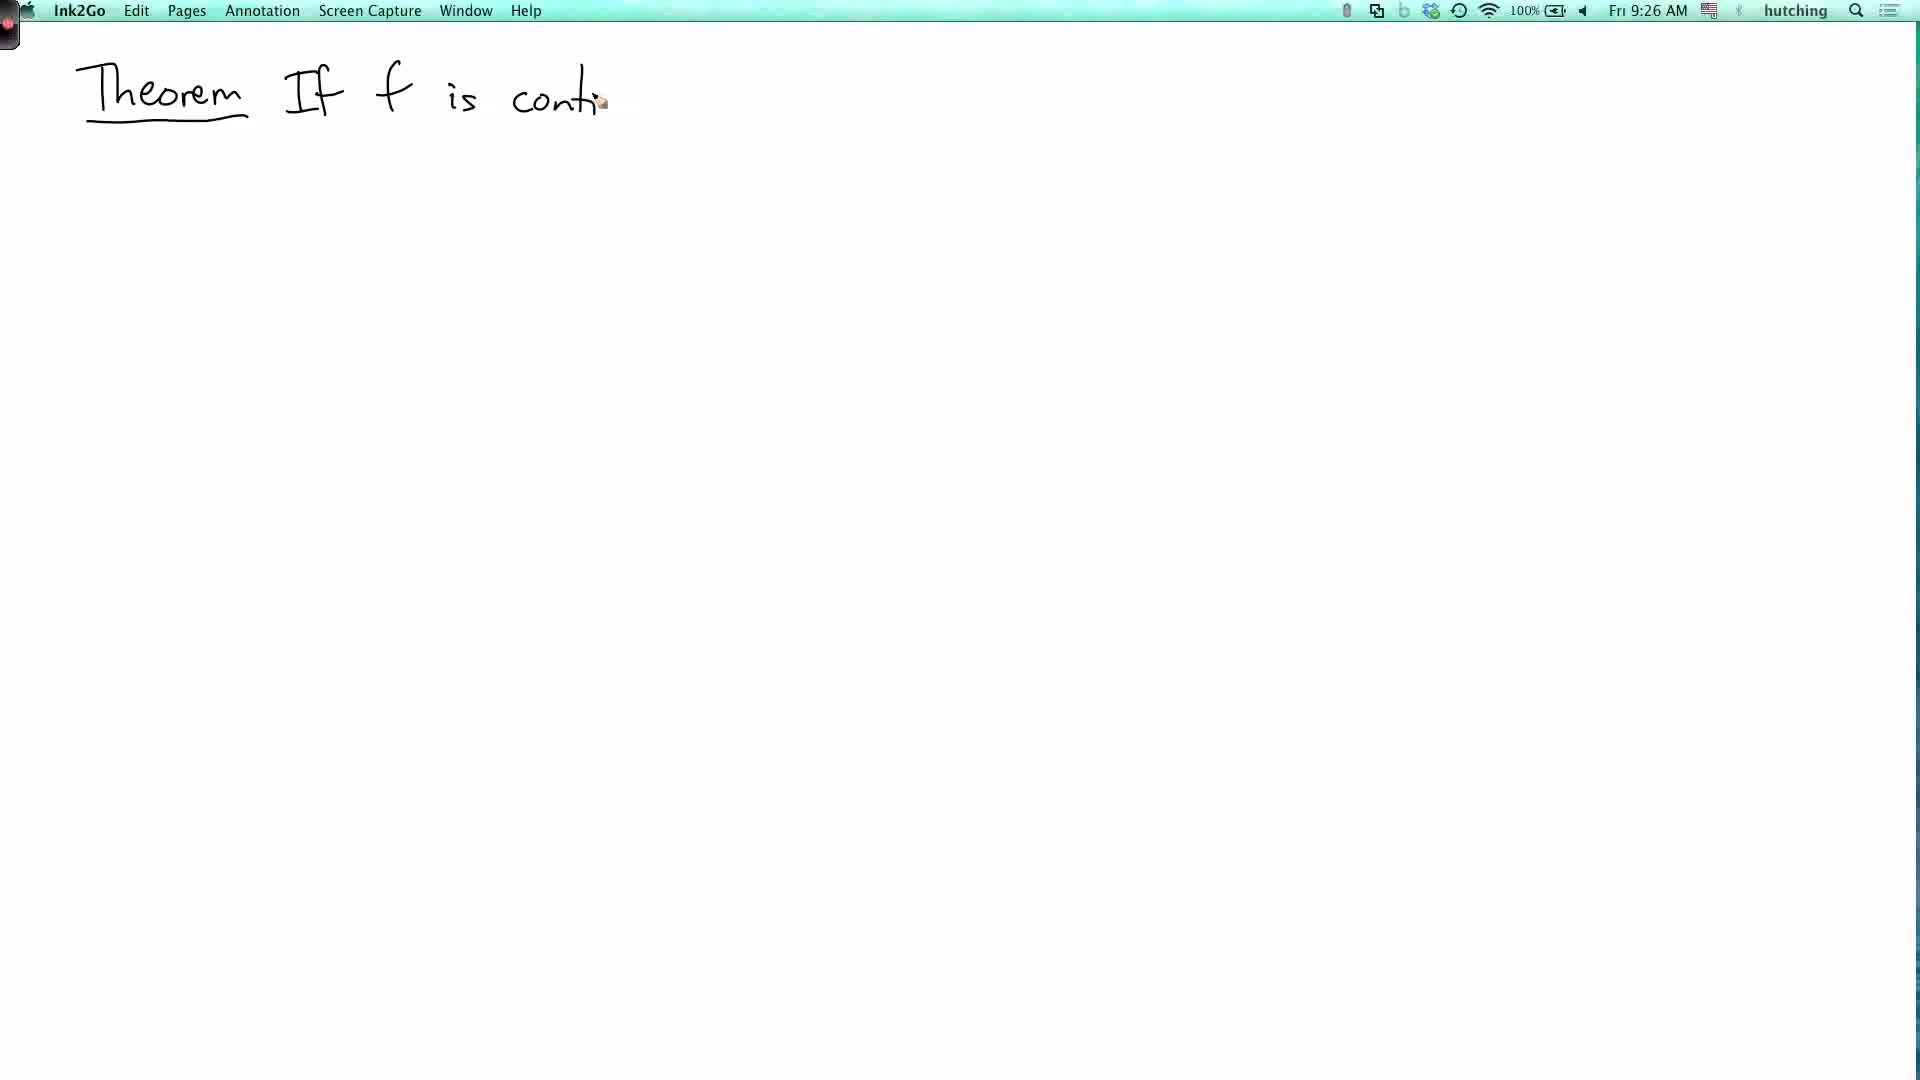 Ink2Go Edit Pages Annotation Screen Capture Window Help 100% Fri 9:26 AM hutching
Theorem If f is conti